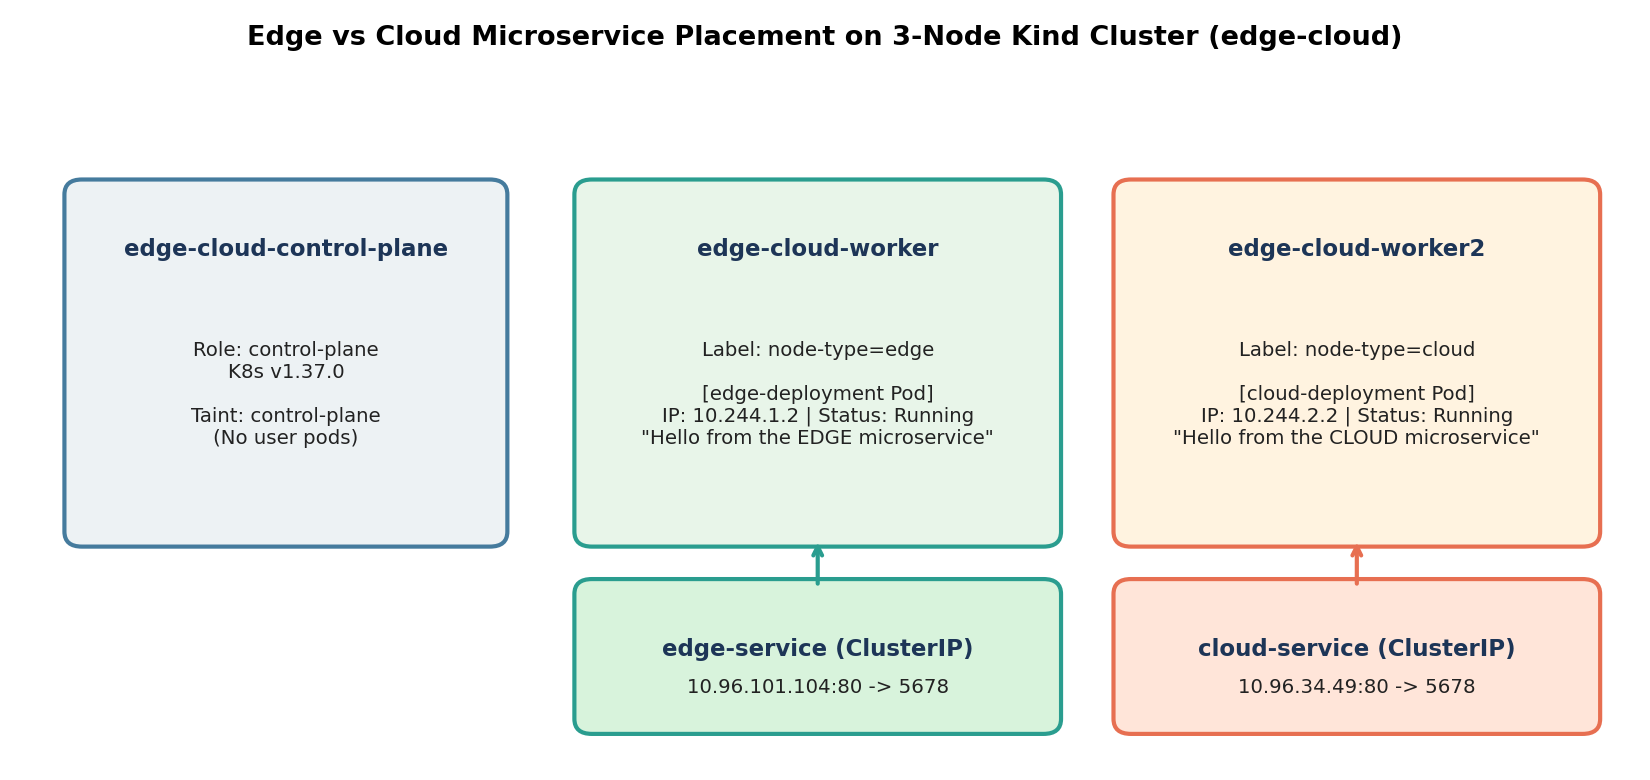 Edge vs Cloud Microservice Placement on 3-Node Kind Cluster (edge-cloud)
edge-cloud-control-plane
Role: control-plane
K8s v1.37.0
Taint: control-plane
(No user pods)
edge-cloud-worker
Label: node-type=edge
[edge-deployment Pod]
IP: 10.244.1.2 | Status: Running
"Hello from the EDGE microservice"
edge-cloud-worker2
Label: node-type=cloud
[cloud-deployment Pod]
IP: 10.244.2.2 | Status: Running
"Hello from the CLOUD microservice"
edge-service (ClusterIP)
10.96.101.104:80 -> 5678
cloud-service (ClusterIP)
10.96.34.49:80 -> 5678